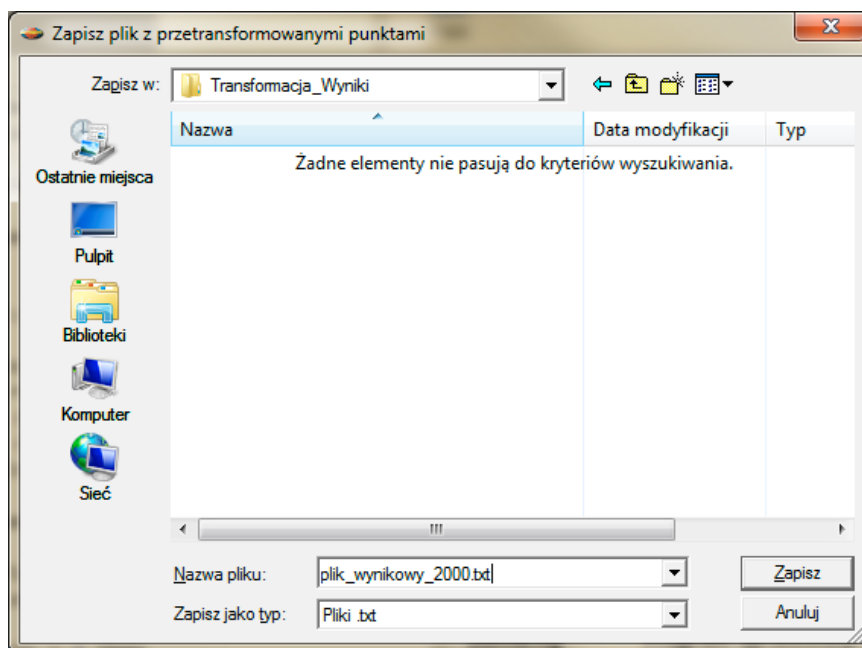 Zapisz plik z przetransformowanymi punktami
Zapisz w: Transformacja_Wyniki
Nazwa Data modyfikacji Typ
Żadne elementy nie pasują do kryteriów wyszukiwania.
Ostatnie miejsca
Pulpit
Biblioteki
Komputer
Sieć
Nazwa pliku: plik_wynikowy_2000.txt Zapisz
Zapisz jako typ: Pliki .txt Anuluj